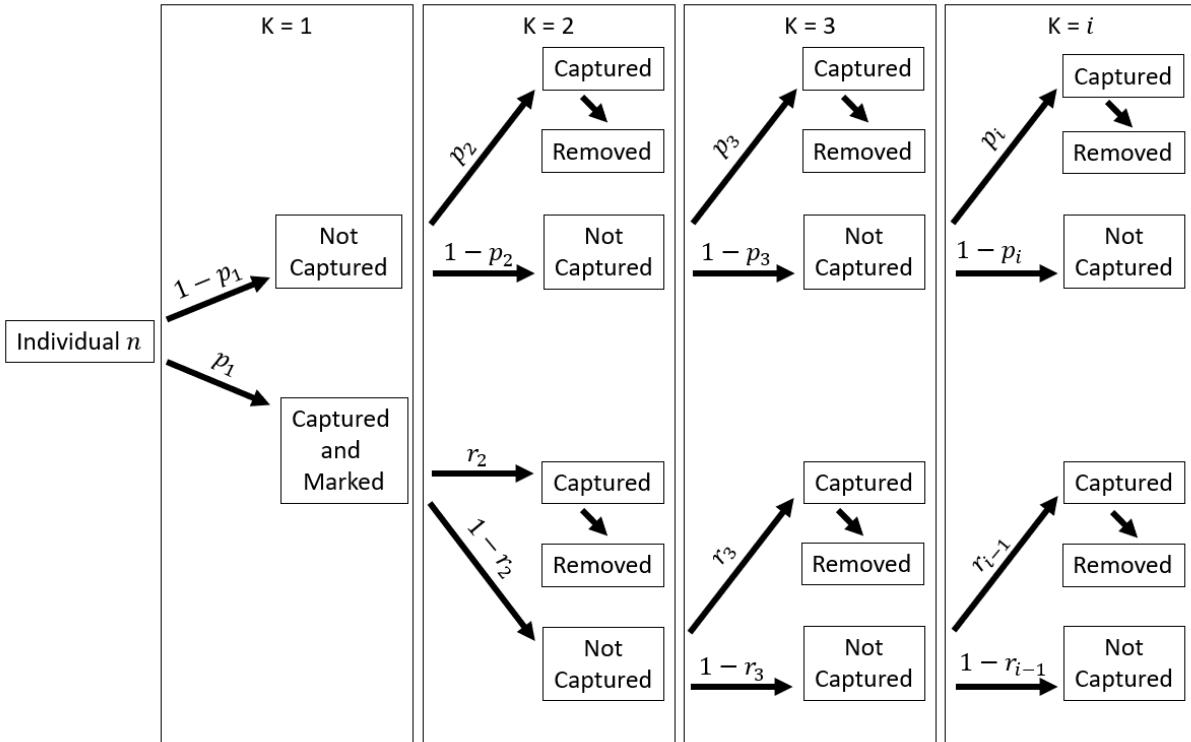 K = 1
K = 2
K = 3
K = i
Individual n
1 − p₁
p₁
Not
Captured
Captured
and
Marked
p₂
1 − p₂
Captured
Removed
Not
Captured
r₂
1 − r₂
Captured
Removed
Not
Captured
p₃
1 − p₃
Captured
Removed
Not
Captured
r₃
1 − r₃
Captured
Removed
Not
Captured
pᵢ
1 − pᵢ
Captured
Removed
Not
Captured
rᵢ₋₁
1 − rᵢ₋₁
Captured
Removed
Not
Captured